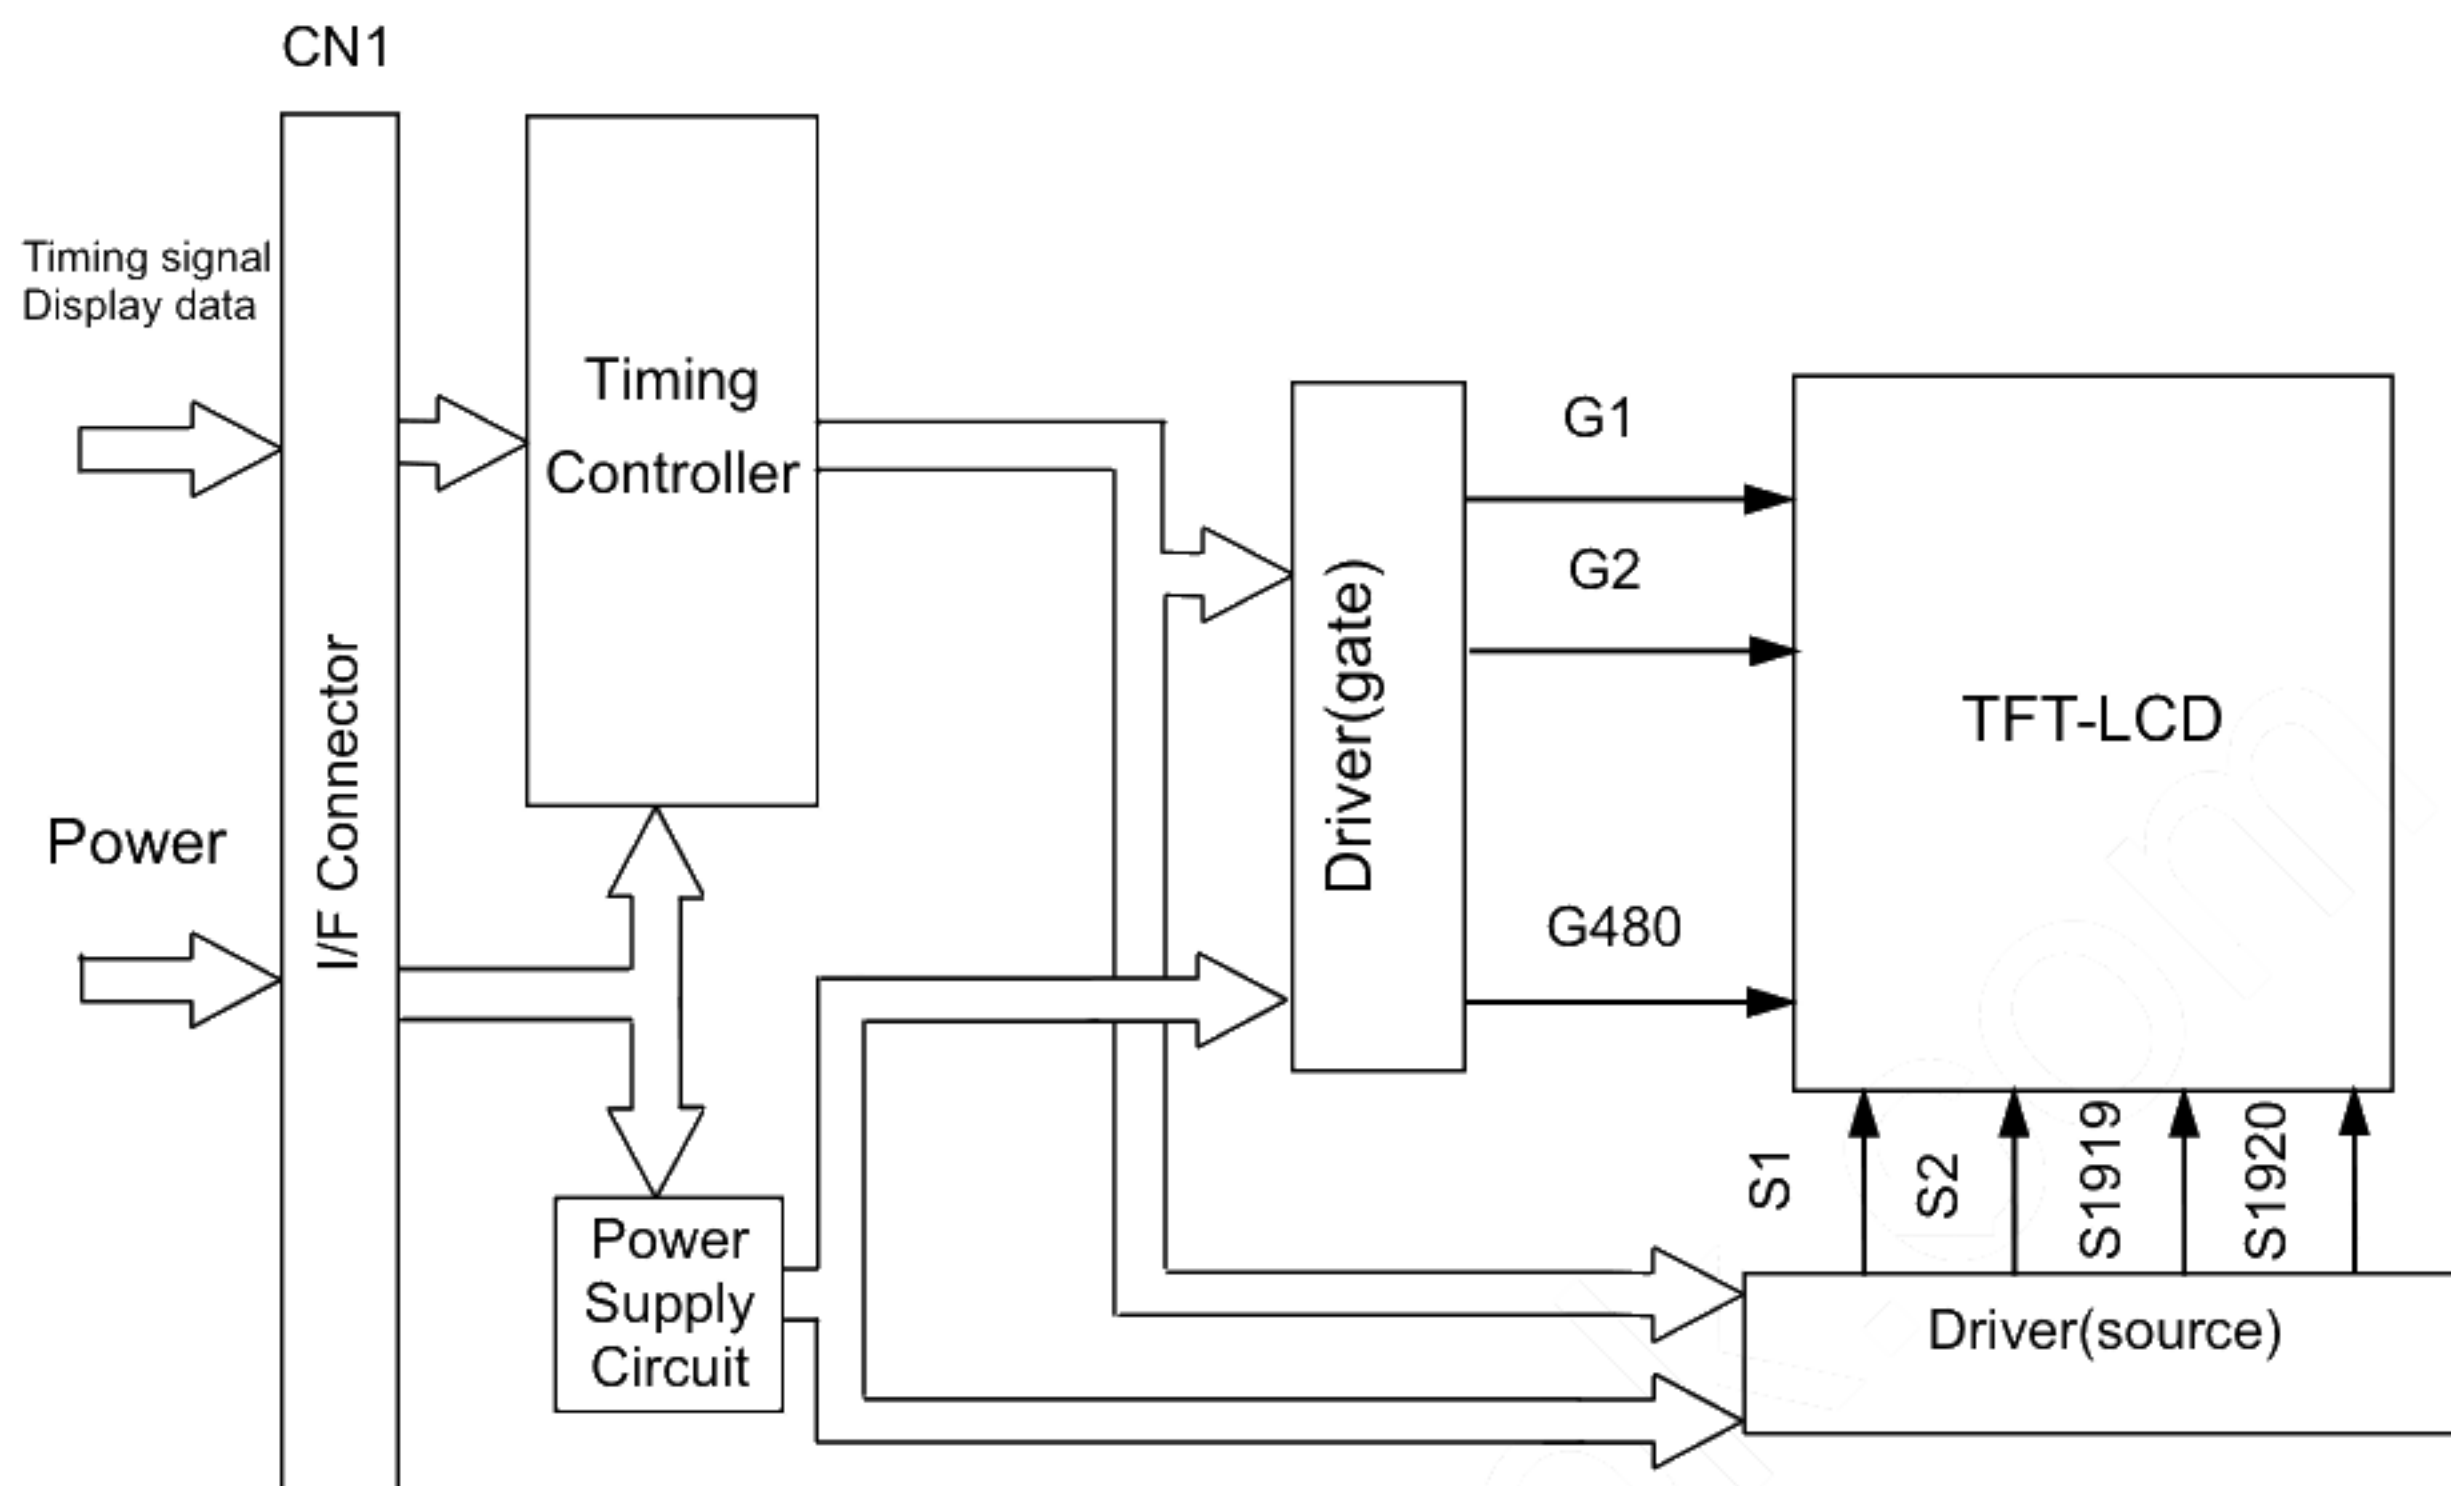 CN1
Timing signal
Display data
Power
I/F Connector
Timing
Controller
Power
Supply
Circuit
Driver(gate)
G1
G2
G480
TFT-LCD
S1
S2
S1919
S1920
Driver(source)